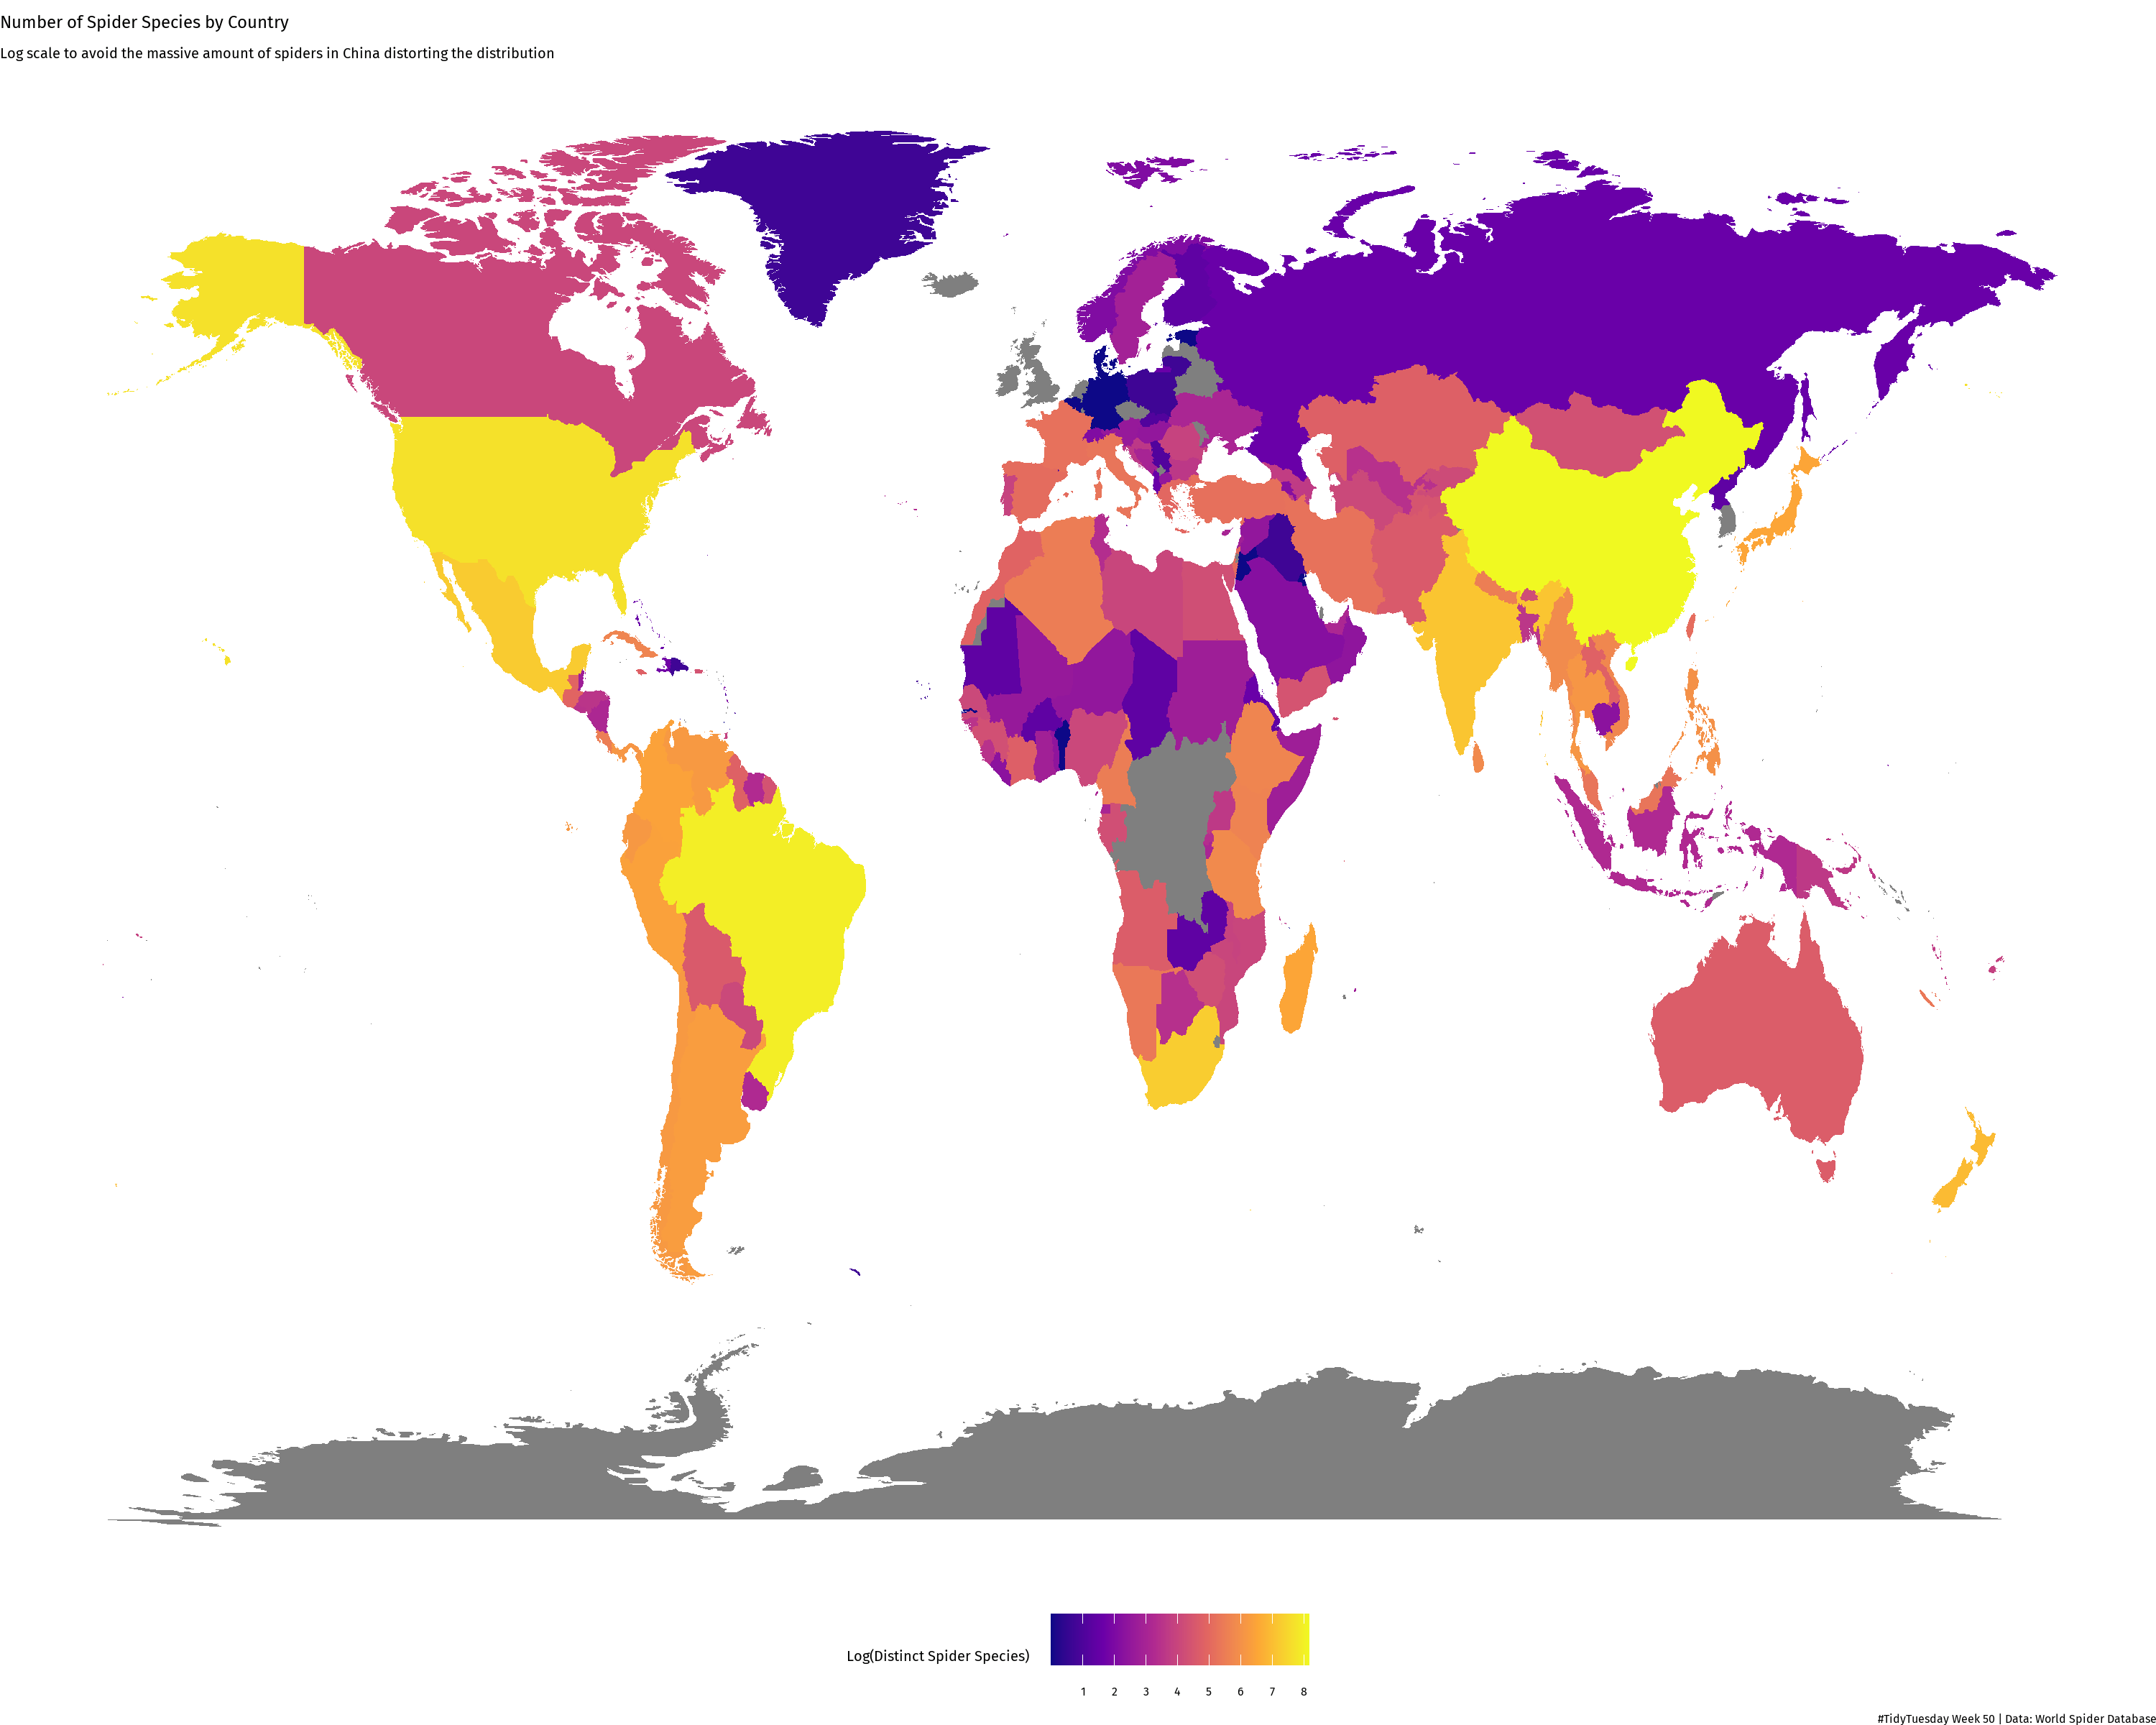 Number of Spider Species by Country
Log scale to avoid the massive amount of spiders in China distorting the distribution
Log(Distinct Spider Species)
1 2 3 4 5 6 7 8
#TidyTuesday Week 50 | Data: World Spider Database